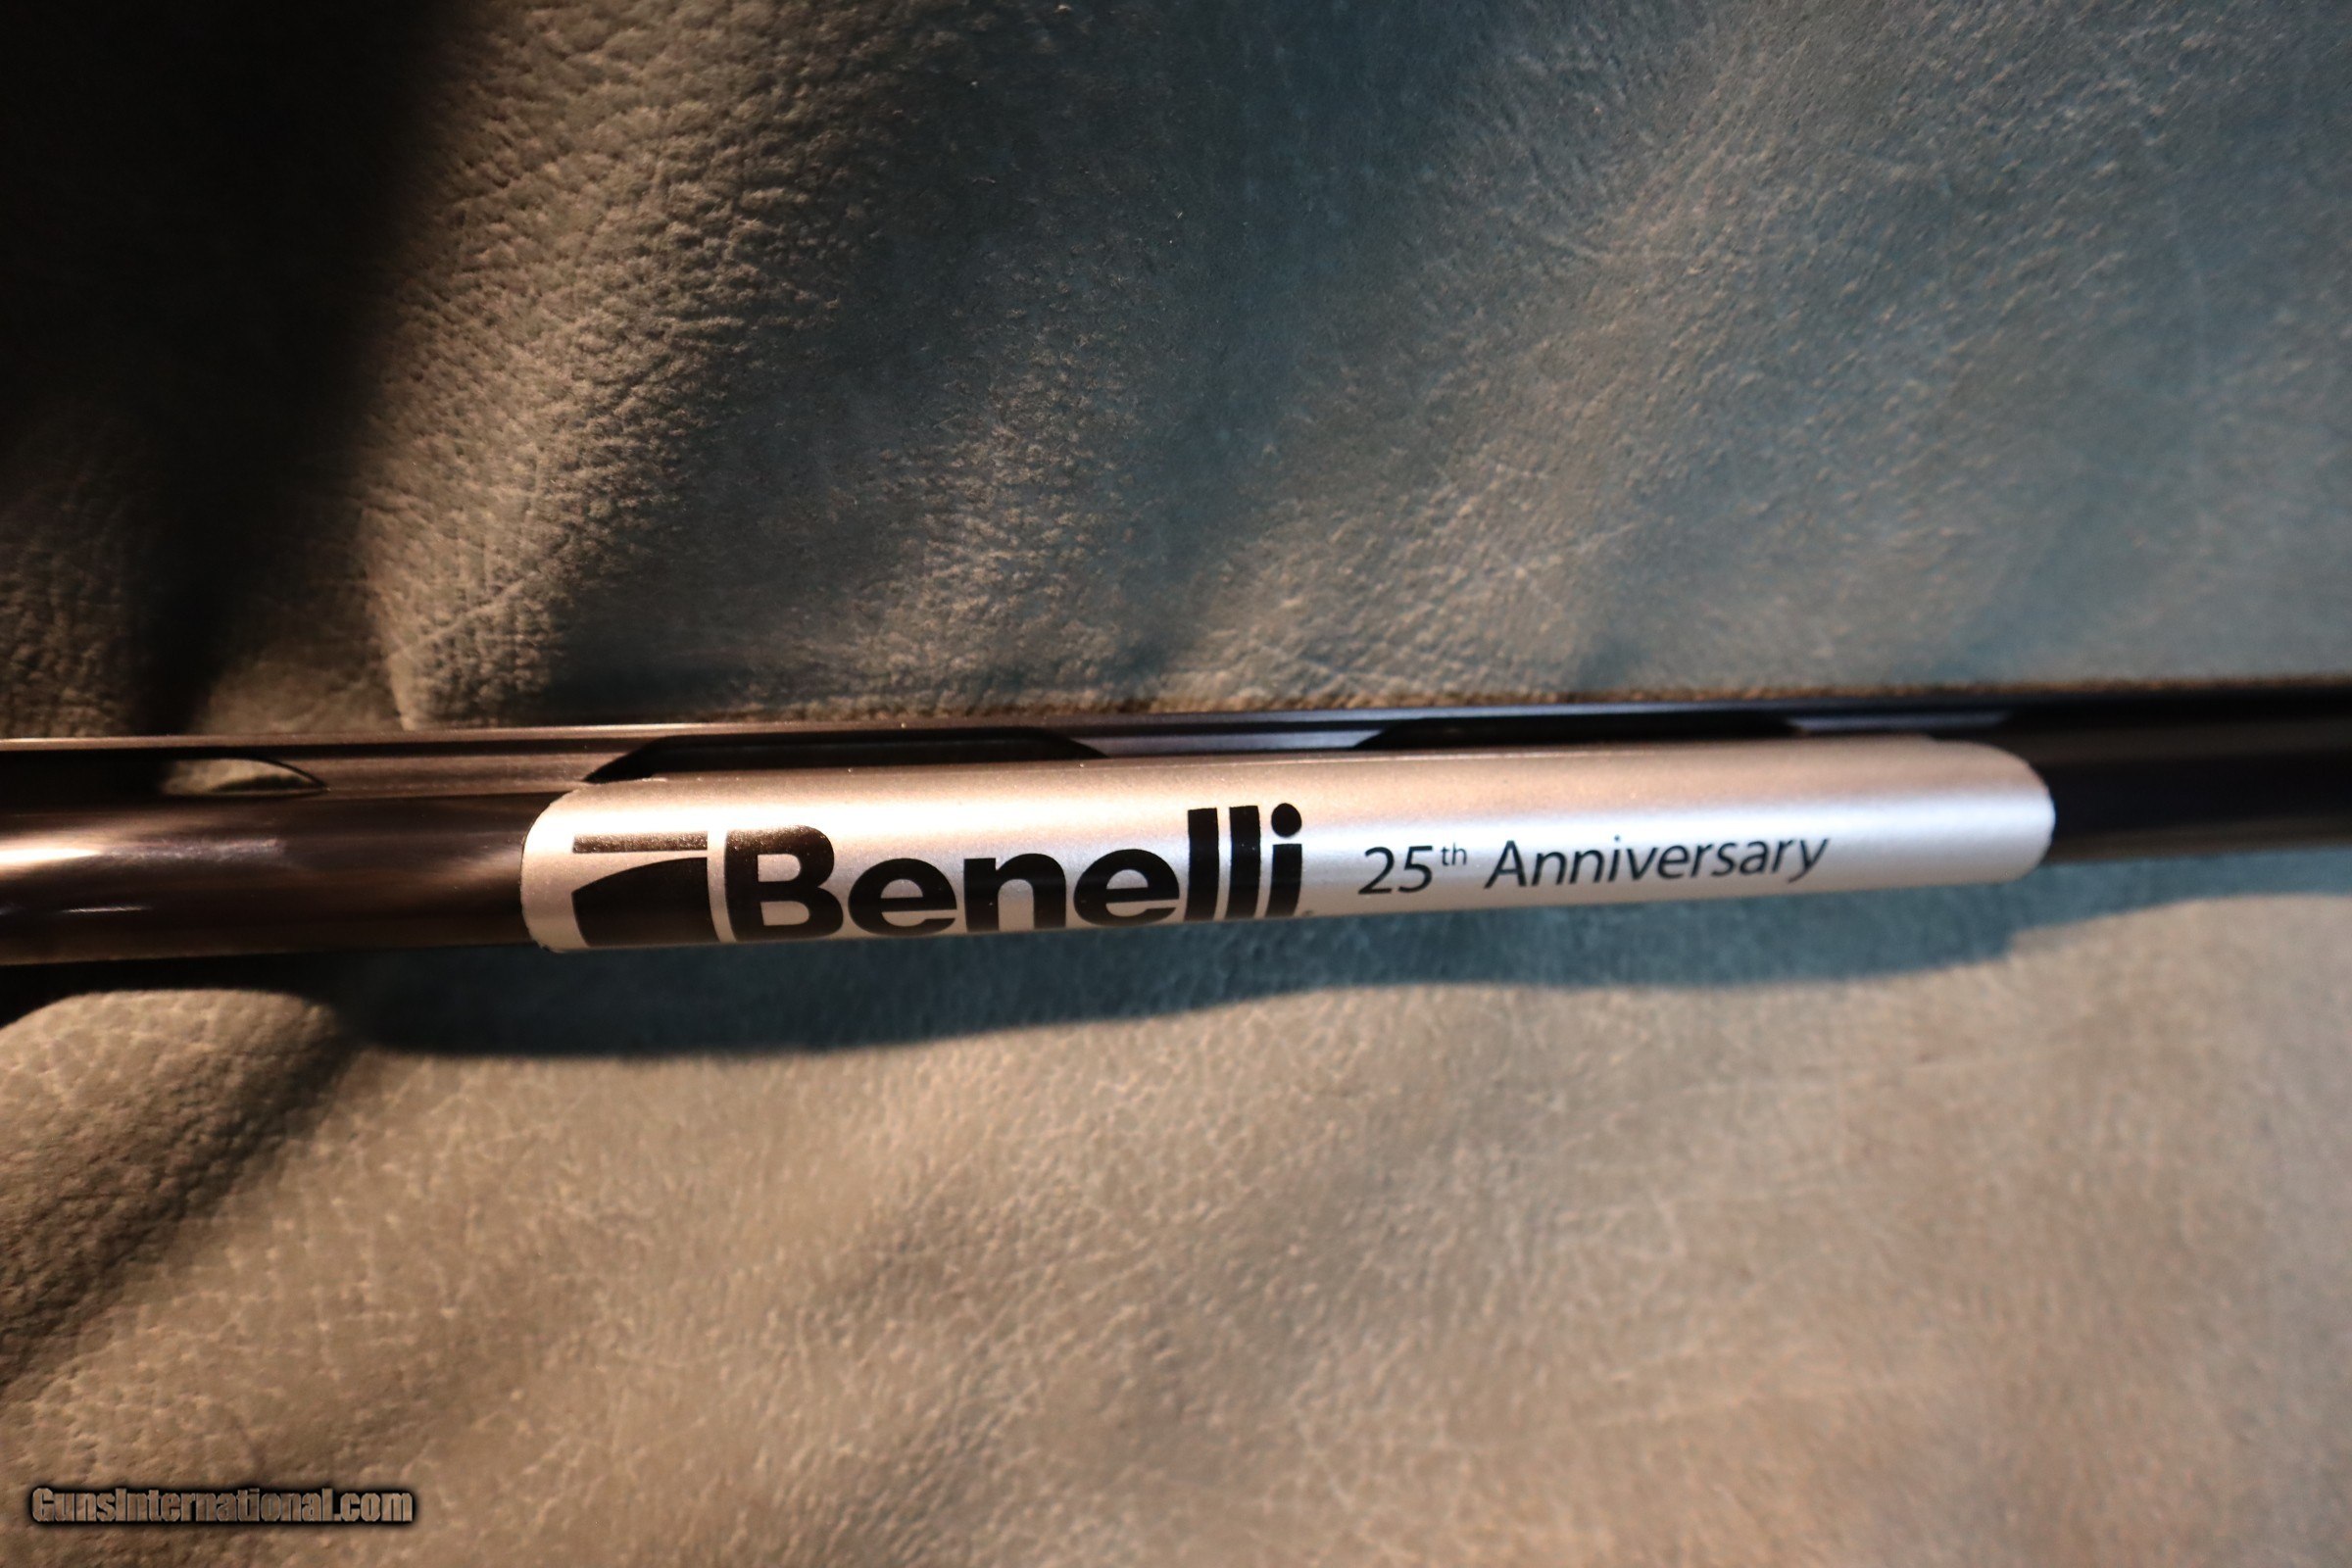 Benelli 25th Anniversary
GunsInternational.com